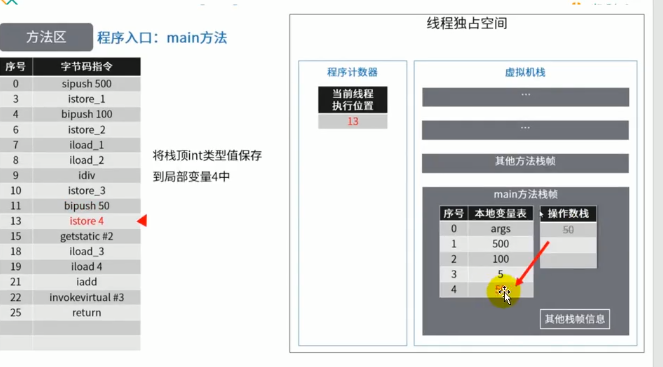 线程独占空间
方法区 程序入口：main方法
序号 字节码指令
0 sipush 500
3 istore_1
4 bipush 100
6 istore_2
7 iload_1
8 iload_2
9 idiv
10 istore_3
11 bipush 50
13 istore 4
15 getstatic #2
18 iload_3
19 iload 4
21 iadd
22 invokevirtual #3
25 return
将栈顶int类型值保存
到局部变量4中
程序计数器
当前线程
执行位置
13
虚拟机栈
...
...
其他方法栈帧
main方法栈帧
序号 本地变量表 操作数栈
0 args 50
1 500
2 100
3 5
4
其他栈帧信息